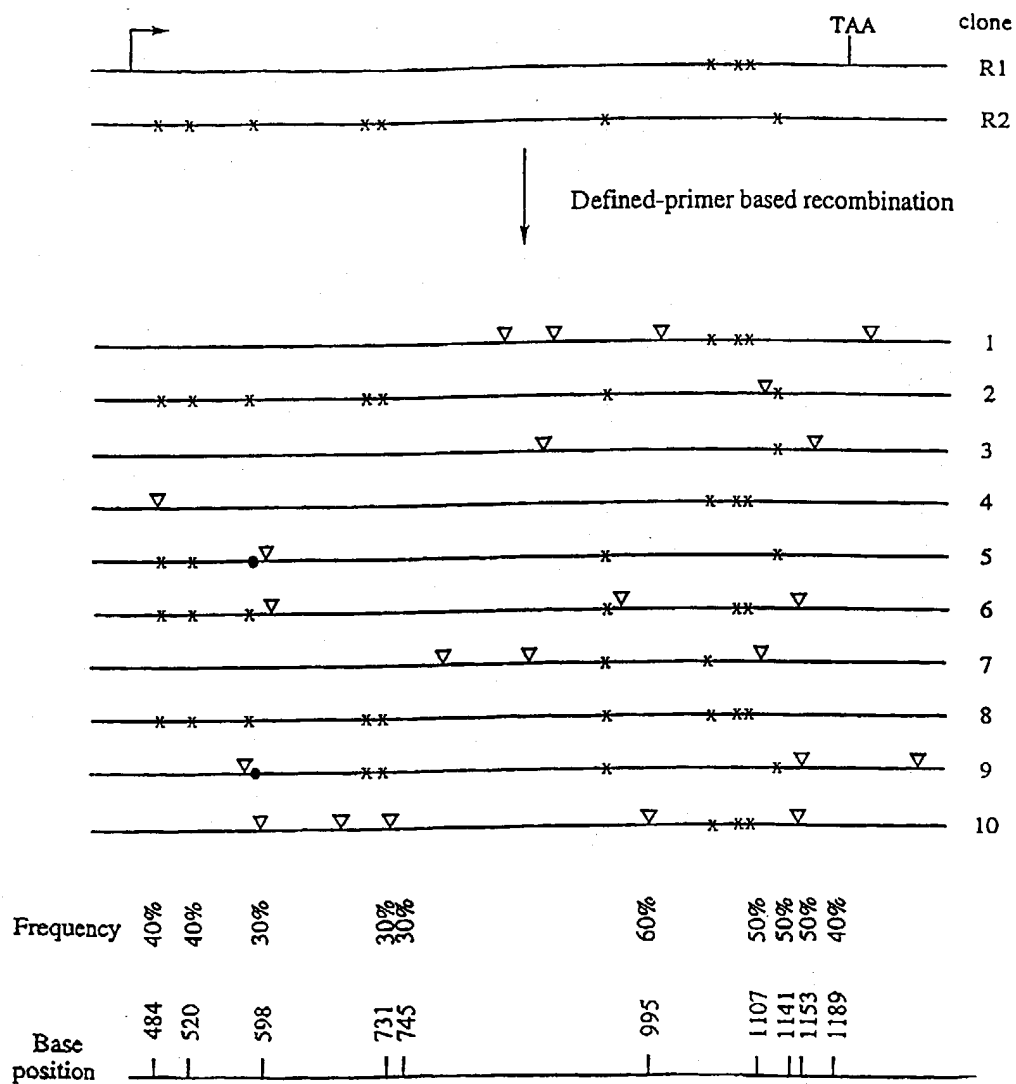 TAA clone
R1
R2
Defined-primer based recombination
1
2
3
4
5
6
7
8
9
10
Frequency 40% 40% 30% 30% 30% 60% 50% 50% 50% 40%
Base position 484 520 598 731 745 995 1107 1141 1153 1189